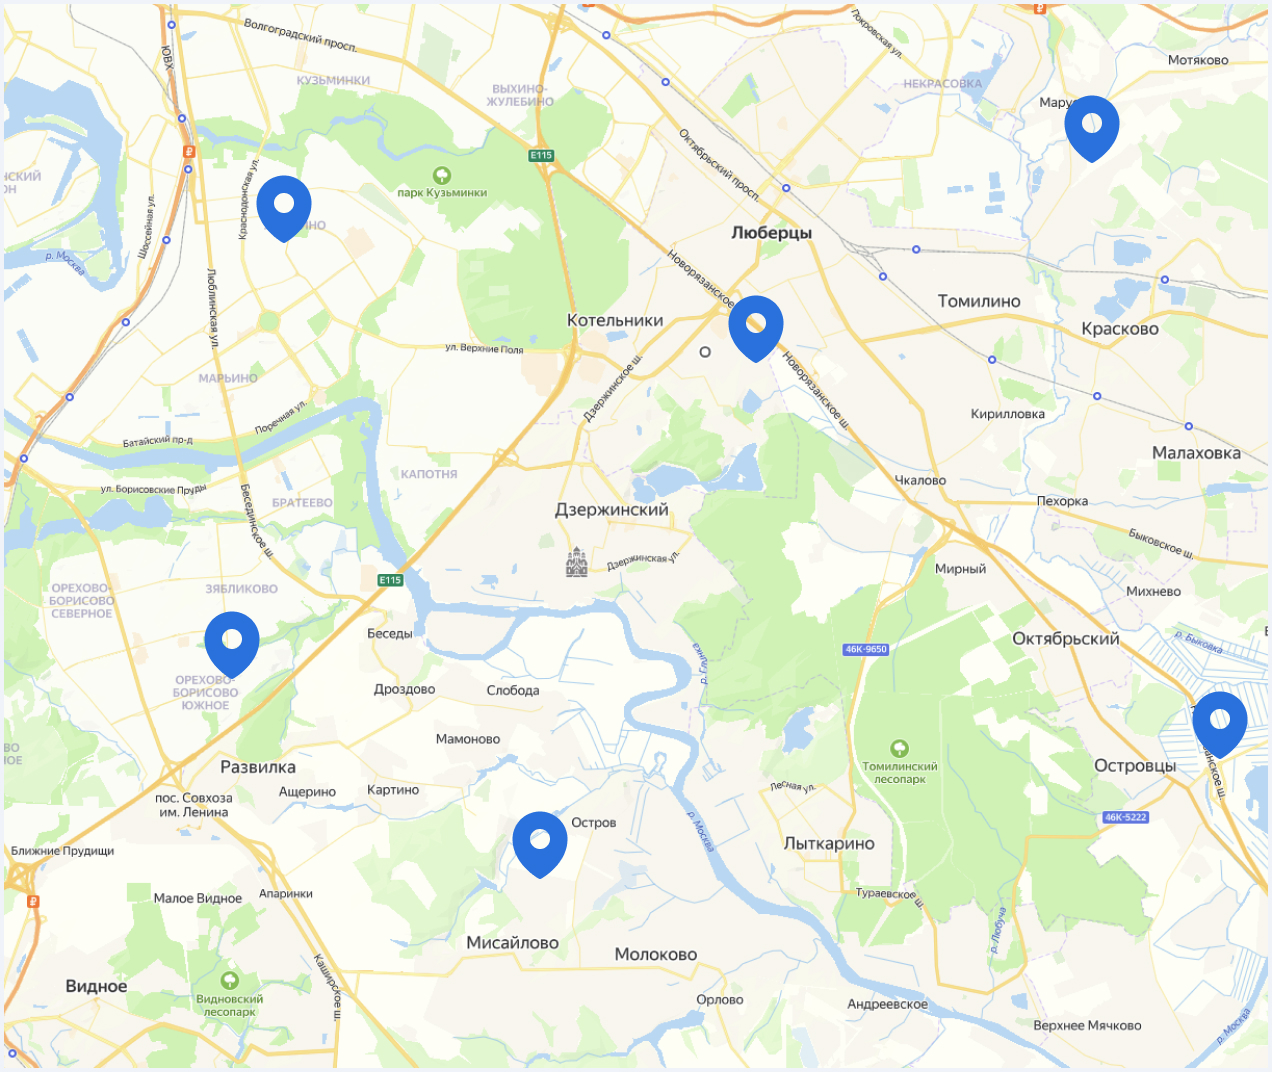 Волгоградский просп.
Покровская ул.
Мотяково
ЮВХ
КУЗЬМИНКИ
ВЫХИНО-
ЖУЛЕБИНО
НЕКРАСОВКА
Октябрьский просп.
E115
парк Кузьминки
Краснодонская ул.
Шоссейная ул.
Люберцы
р. Москва
Новорязанское
Люблинская ул.
Котельники
Томилино
Красково
ул. Верхние Поля
Дзержинское ш.
Новорязанское ш.
МАРЬИНО
Поречная ул.
Батайский пр-д
Кирилловка
Малаховка
КАПОТНЯ
Чкалово
ул. Борисовские Пруды
БРАТЕЕВО
Бесединское ш.
Дзержинский
Пехорка
Быковское ш.
Дзержинская ул.
Мирный
E115
ОРЕХОВО-
БОРИСОВО
СЕВЕРНОЕ
ЗЯБЛИКОВО
Михнево
Беседы
Октябрьский
р. Быковка
46К-9650
р. Глинка
ОРЕХОВО-
БОРИСОВО
ЮЖНОЕ
Дроздово
Слобода
Мамоново
Развилка
Томилинский
лесопарк
Островцы
пос. Совхоза
им. Ленина
Ащерино
Картино
Лесная ул.
Остров
р. Москва
46К-5222
Лыткарино
Ближние Прудищи
Малое Видное
Апаринки
Тураевское ш.
р. Любуча
Мисайлово
Молоково
Каширское ш.
Видное
Видновский
лесопарк
Орлово
Андреевское
Верхнее Мячково
р. Москва